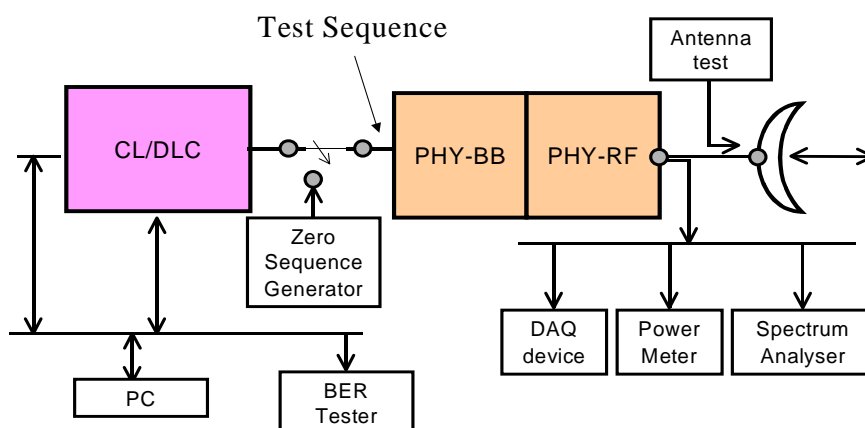 Test Sequence
Antenna
test
CL/DLC
PHY-BB
PHY-RF
Zero
Sequence
Generator
DAQ
device
Power
Meter
Spectrum
Analyser
PC
BER
Tester